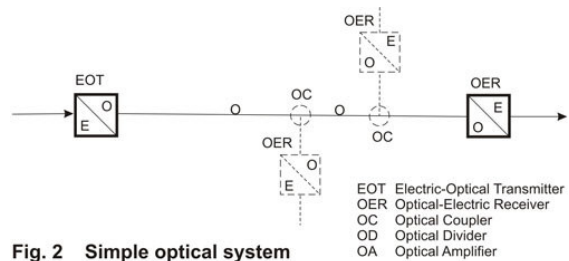 OER
E
O
EOT
O
E
O
OC
O
OC
OER
E
O
OER
O
E
EOT Electric-Optical Transmitter
OER Optical-Electric Receiver
OC Optical Coupler
OD Optical Divider
OA Optical Amplifier
Fig. 2 Simple optical system